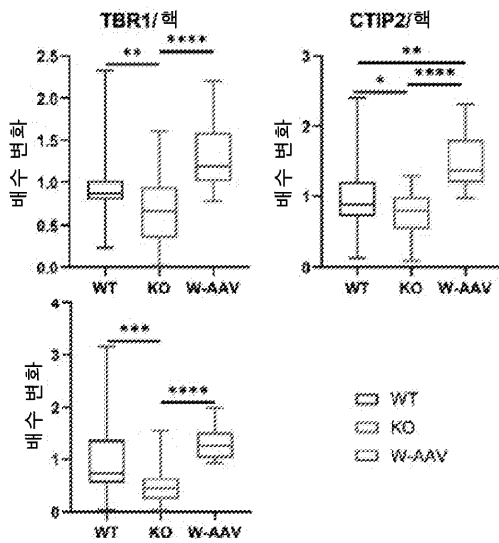 TBR1/핵
** ****
2.5
2.0
1.5
1.0
0.5
0.0
배수 변화
WT KO W-AAV
CTIP2/핵
**
* ****
3
2
1
0
배수 변화
WT KO W-AAV
*** 
****
4
3
2
1
0
배수 변화
WT KO W-AAV
WT
KO
W-AAV